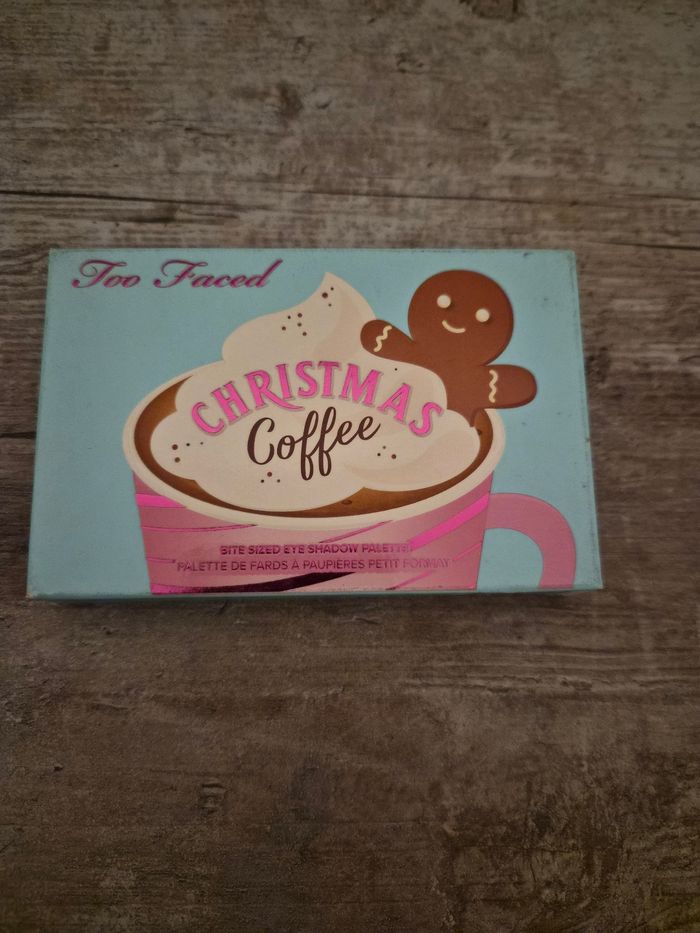 Too Faced
CHRISTMAS
Coffee
BITE SIZED EYE SHADOW PALETTE
PALETTE DE FARDS À PAUPIÈRES PETIT FORMAT